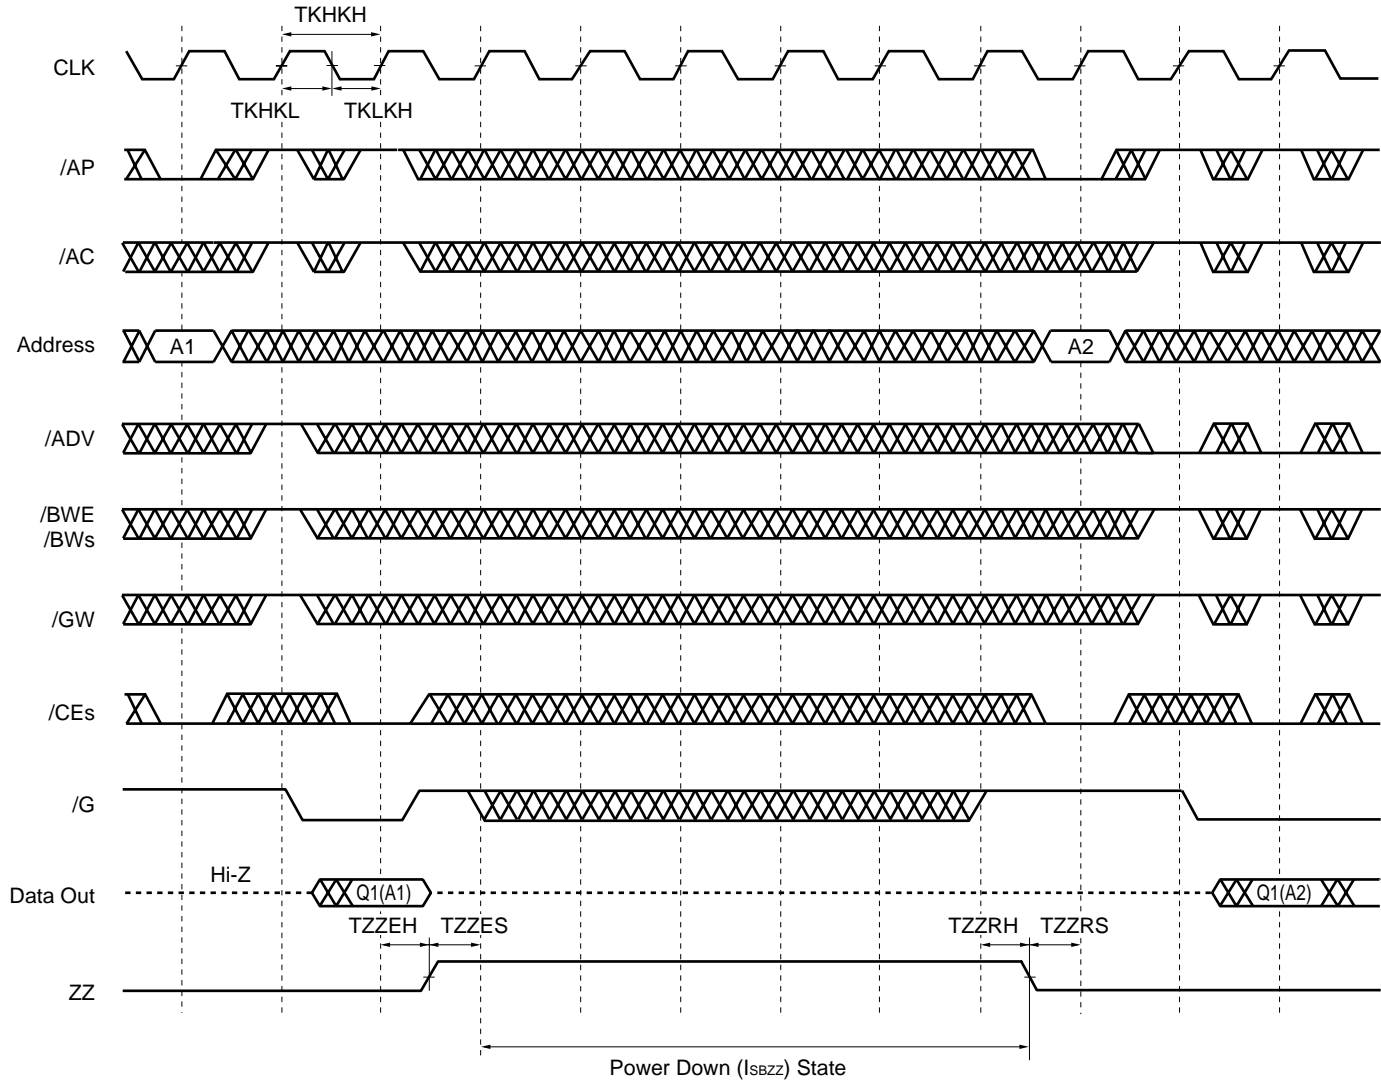 TKHKH
CLK
TKHKL TKLKH
/AP
/AC
Address A1 A2
/ADV
/BWE
/BWs
/GW
/CEs
/G
Hi-Z
Data Out Q1(A1) Q1(A2)
TZZEH TZZES TZZRH TZZRS
ZZ
Power Down (ISBZZ) State